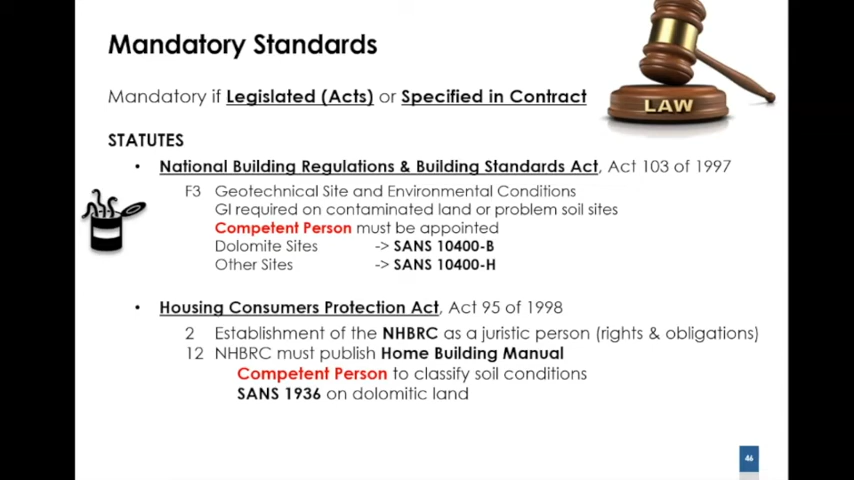 Mandatory Standards
LAW
Mandatory if Legislated (Acts) or Specified in Contract
STATUTES
• National Building Regulations & Building Standards Act, Act 103 of 1997
F3 Geotechnical Site and Environmental Conditions
GI required on contaminated land or problem soil sites
Competent Person must be appointed
Dolomite Sites -> SANS 10400-B
Other Sites -> SANS 10400-H
• Housing Consumers Protection Act, Act 95 of 1998
2 Establishment of the NHBRC as a juristic person (rights & obligations)
12 NHBRC must publish Home Building Manual
Competent Person to classify soil conditions
SANS 1936 on dolomitic land
46